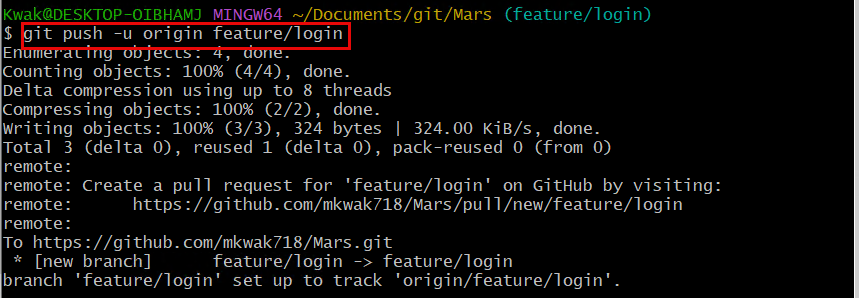 Kwak@DESKTOP-OIBHAMJ MINGW64 ~/Documents/git/Mars (feature/login)
$ git push -u origin feature/login
Enumerating objects: 4, done.
Counting objects: 100% (4/4), done.
Delta compression using up to 8 threads
Compressing objects: 100% (2/2), done.
Writing objects: 100% (3/3), 324 bytes | 324.00 KiB/s, done.
Total 3 (delta 0), reused 1 (delta 0), pack-reused 0 (from 0)
remote:
remote: Create a pull request for 'feature/login' on GitHub by visiting:
remote:      https://github.com/mkwak718/Mars/pull/new/feature/login
remote:
To https://github.com/mkwak718/Mars.git
 * [new branch]      feature/login -> feature/login
branch 'feature/login' set up to track 'origin/feature/login'.